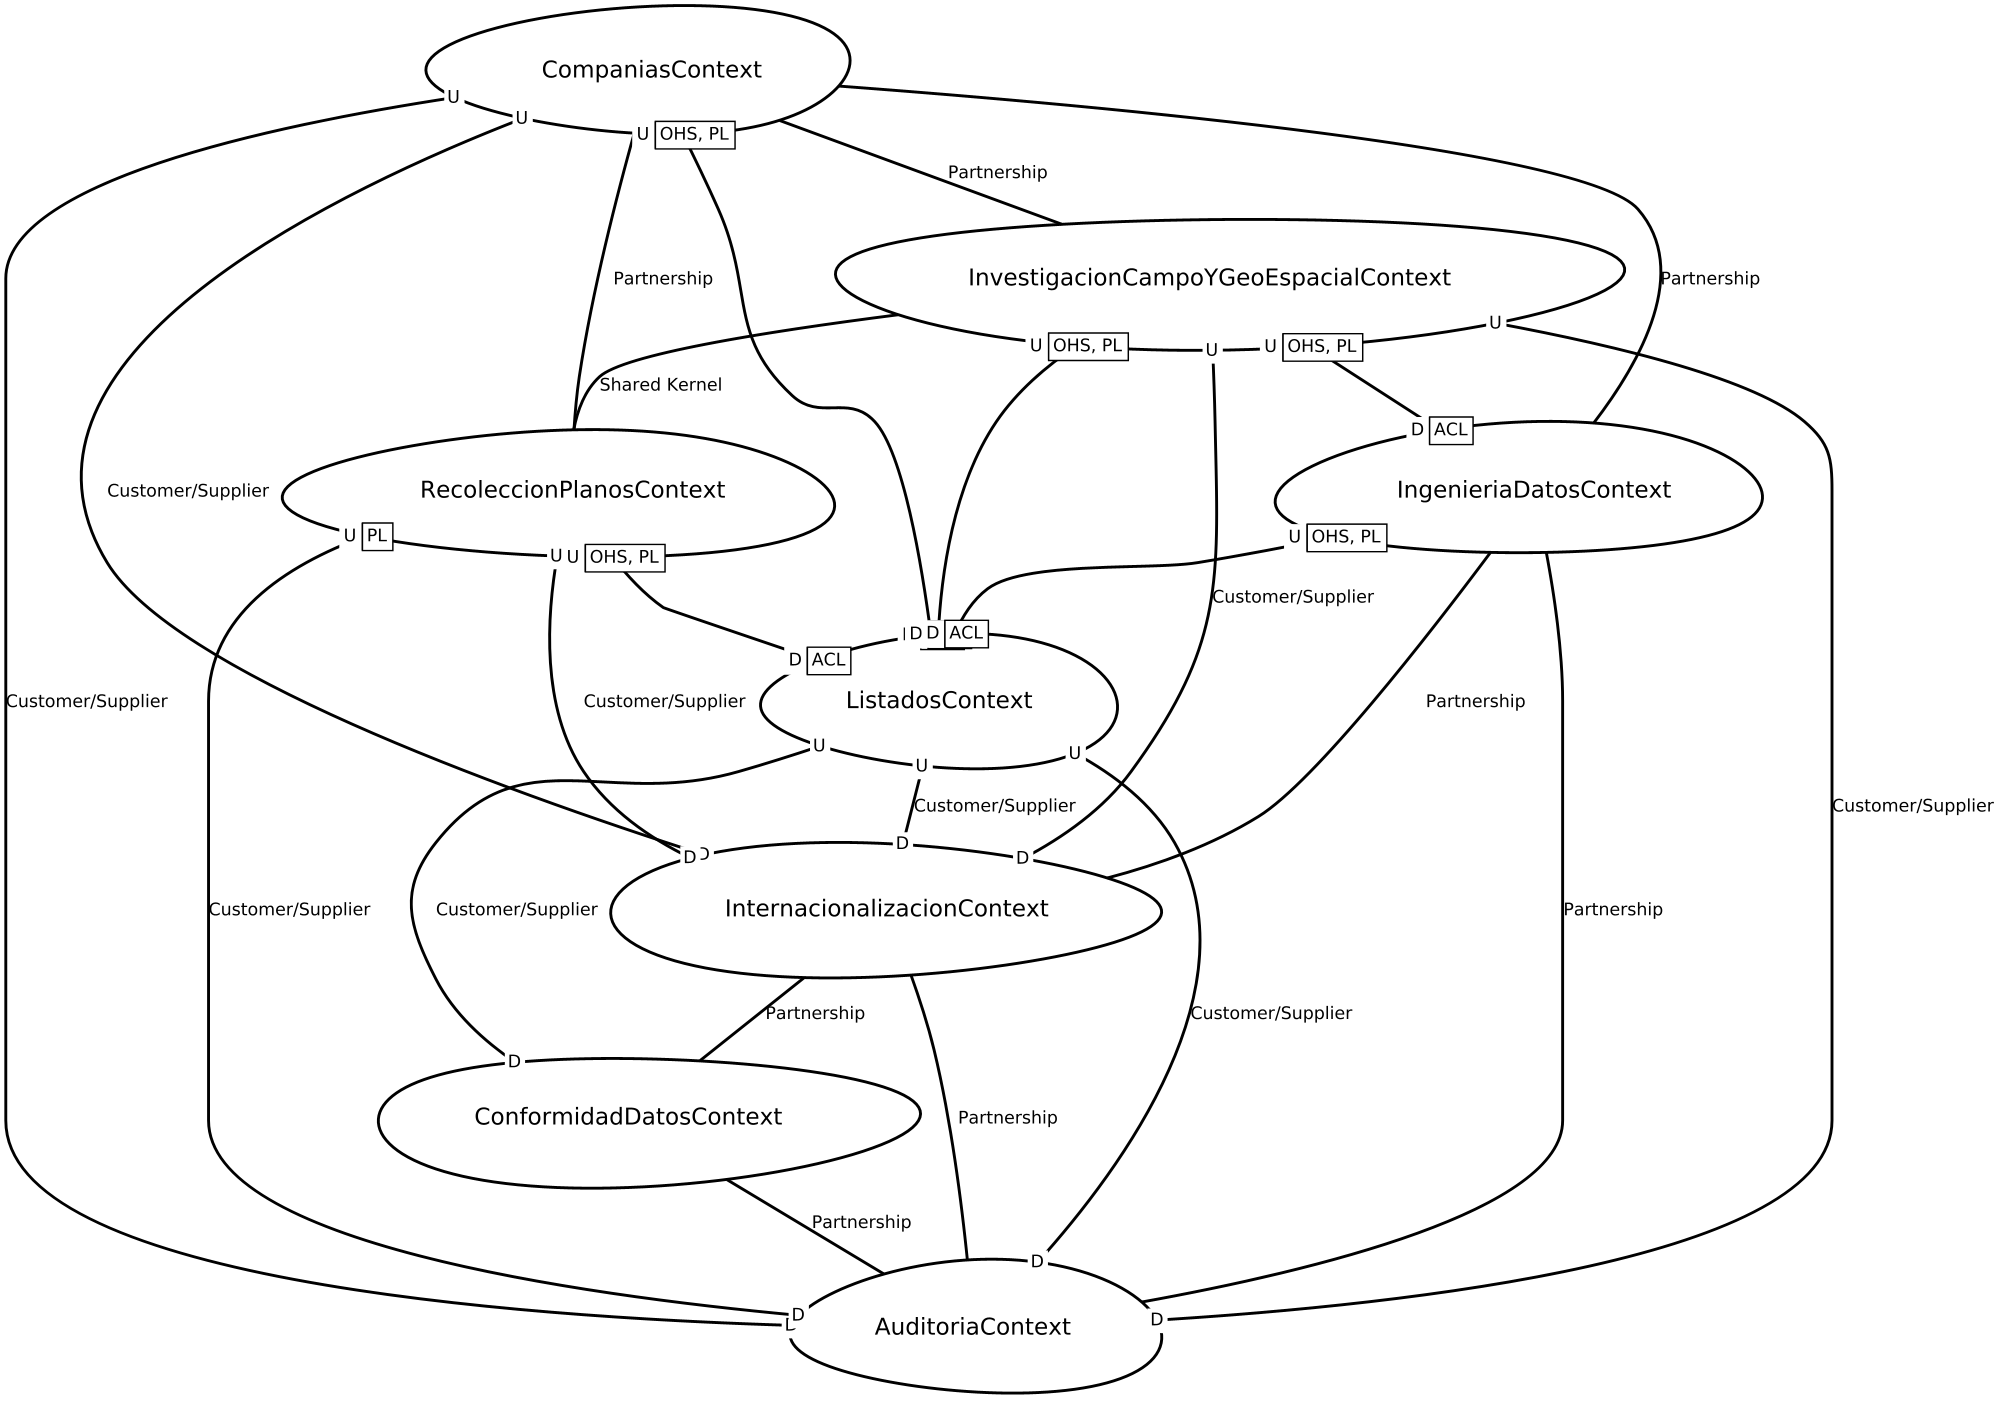 CompaniasContext
U
U
U
OHS, PL
Partnership
Partnership
InvestigacionCampoYGeoEspacialContext
Partnership
U
U
OHS, PL
U
U
OHS, PL
Shared Kernel
D
ACL
RecoleccionPlanosContext
IngenieriaDatosContext
Customer/Supplier
U
PL
U
U
OHS, PL
U
OHS, PL
Customer/Supplier
D
D
ACL
D
ACL
ListadosContext
Customer/Supplier
Customer/Supplier
Partnership
U
U
U
Customer/Supplier
Customer/Supplier
D
D
D
InternacionalizacionContext
Customer/Supplier
Customer/Supplier
Partnership
Partnership
Customer/Supplier
D
ConformidadDatosContext
Partnership
Partnership
D
D
D
AuditoriaContext